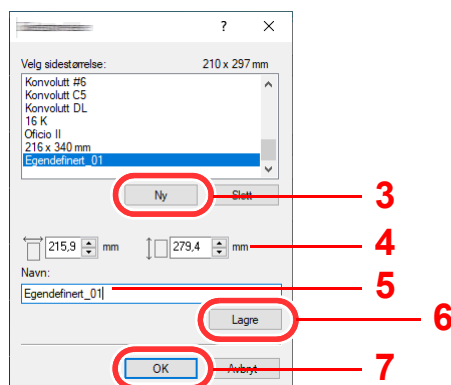 ? ×
Velg sidestørrelse: 210 x 297 mm
Konvolutt #6
Konvolutt C5
Konvolutt DL
16 K
Oficio II
216 x 340 mm
Egendefinert_01
Ny Slett 3
215,9 mm 279,4 mm 4
Navn:
Egendefinert_01 5
Lagre 6
OK Avbryt 7